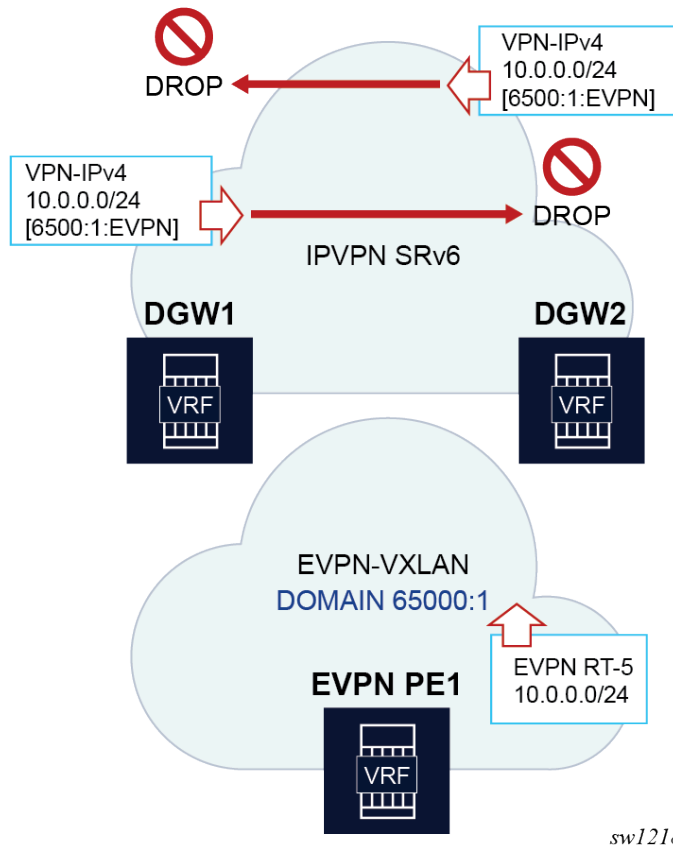 VPN-IPv4
10.0.0.0/24
[6500:1:EVPN]
DROP
VPN-IPv4
10.0.0.0/24
[6500:1:EVPN]
DROP
IPVPN SRv6
DGW1
DGW2
VRF
VRF
EVPN-VXLAN
DOMAIN 65000:1
EVPN RT-5
10.0.0.0/24
EVPN PE1
VRF